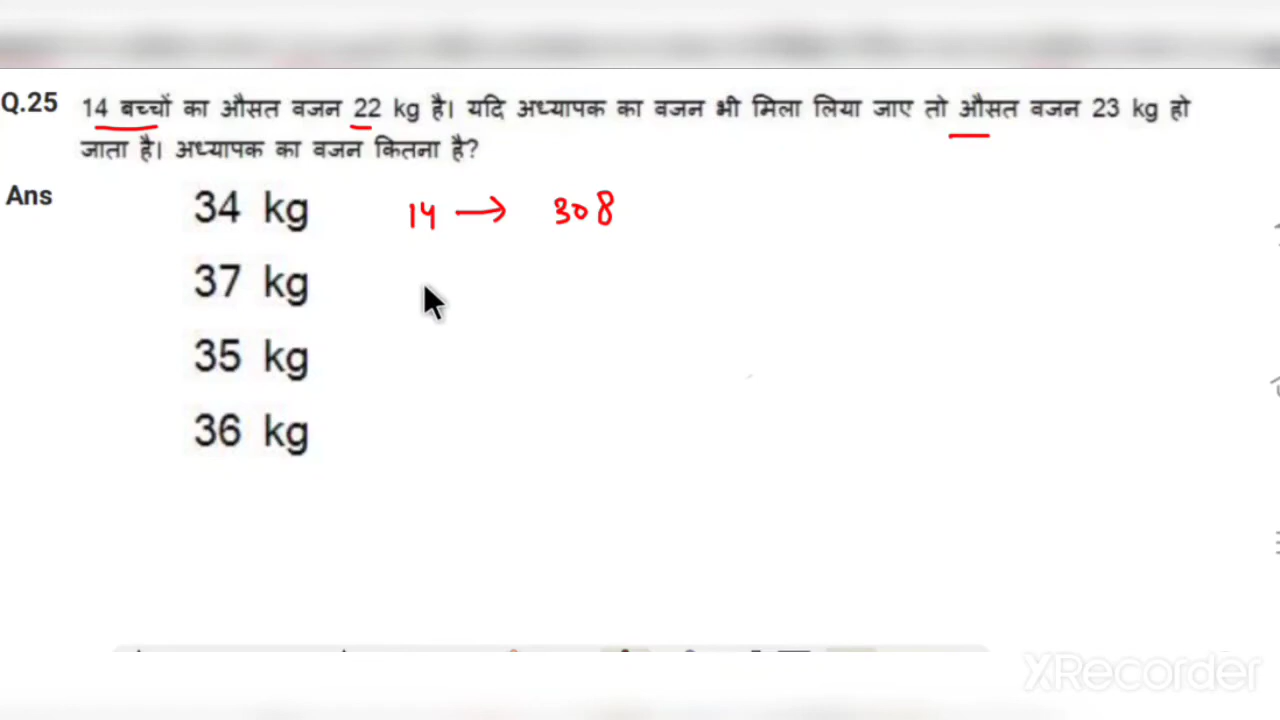 Q.25 14 बच्चों का औसत वजन 22 kg है। यदि अध्यापक का वजन भी मिला लिया जाए तो औसत वजन 23 kg हो
जाता है। अध्यापक का वजन कितना है?
Ans
34 kg 14 → 308
37 kg
35 kg
36 kg
XRecorder